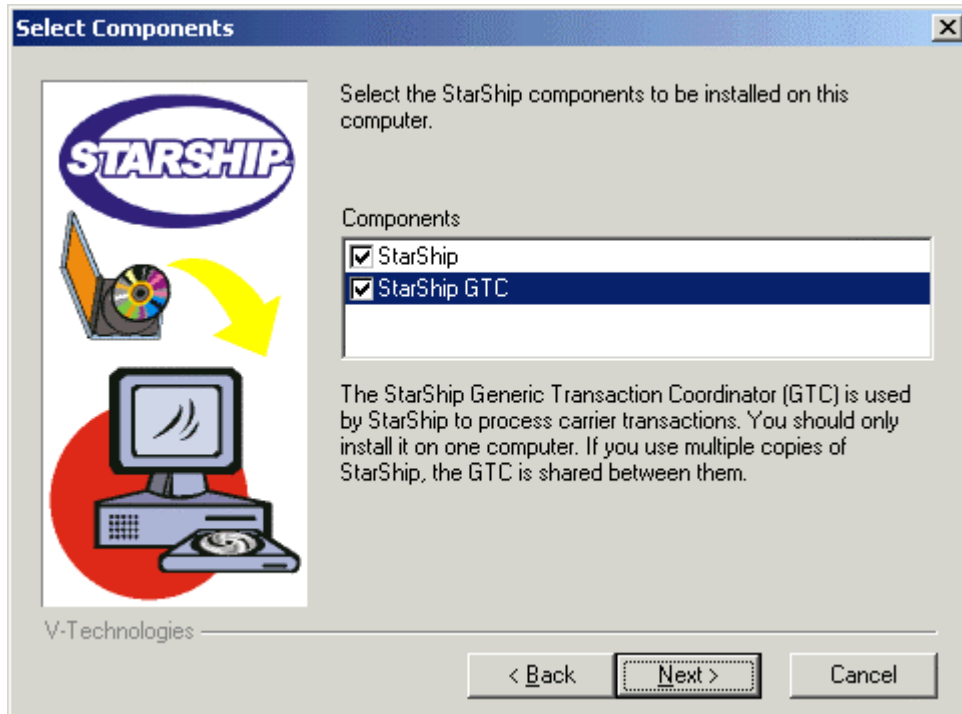 Select Components
STARSHIP
Select the StarShip components to be installed on this
computer.
Components
StarShip
StarShip GTC
The StarShip Generic Transaction Coordinator (GTC) is used
by StarShip to process carrier transactions. You should only
install it on one computer. If you use multiple copies of
StarShip, the GTC is shared between them.
V-Technologies
< Back
Next >
Cancel